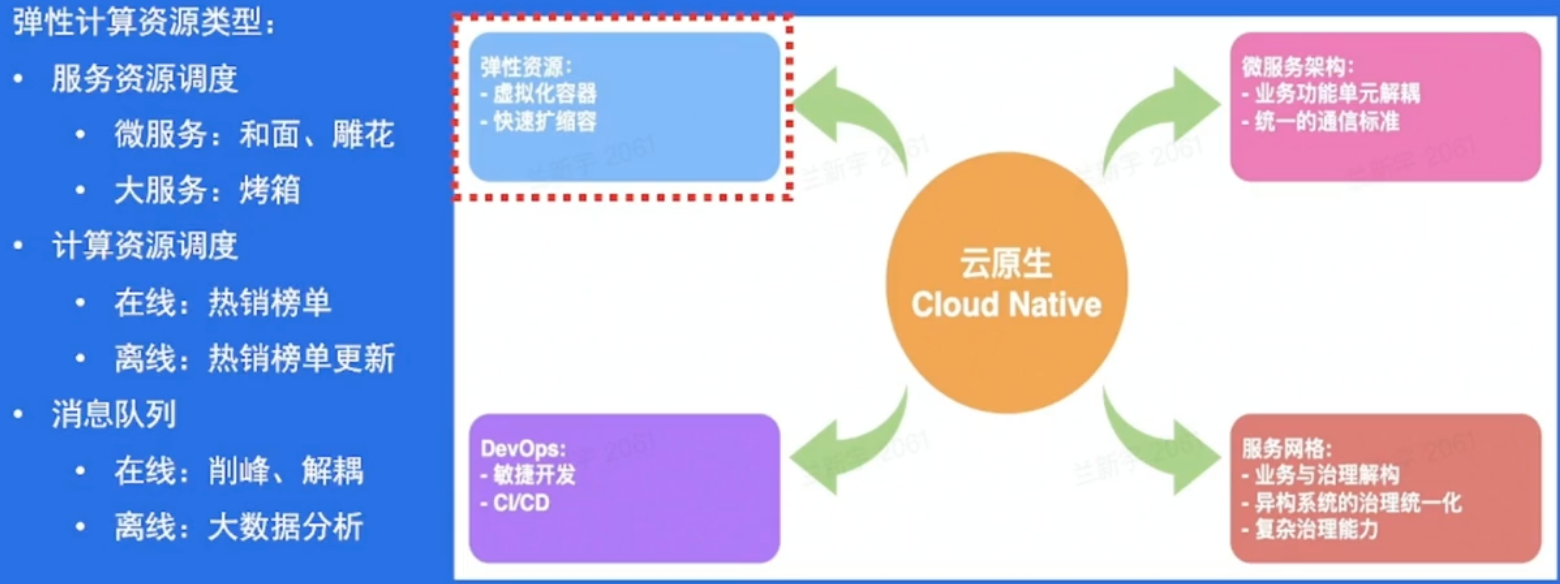 弹性计算资源类型：
• 服务资源调度
• 微服务：和面、雕花
• 大服务：烤箱
• 计算资源调度
• 在线：热销榜单
• 离线：热销榜单更新
• 消息队列
• 在线：削峰、解耦
• 离线：大数据分析
弹性资源：
- 虚拟化容器
- 快速扩缩容
微服务架构：
- 业务功能单元解耦
- 统一的通信标准
云原生
Cloud Native
DevOps:
- 敏捷开发
- CI/CD
服务网格：
- 业务与治理解构
- 异构系统的治理统一化
- 复杂治理能力
兰新宇 2061
兰新宇 2061
兰新宇 2061
兰新宇 2061